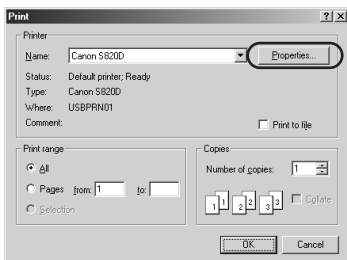 Print
Printer
Name: Canon S820D Properties...
Status: Default printer; Ready
Type: Canon S820D
Where: USBPRN01
Comment: Print to file
Print range
All
Pages from: 1 to:
Selection
Copies
Number of copies: 1
1 1 2 2 3 3 Collate
OK Cancel